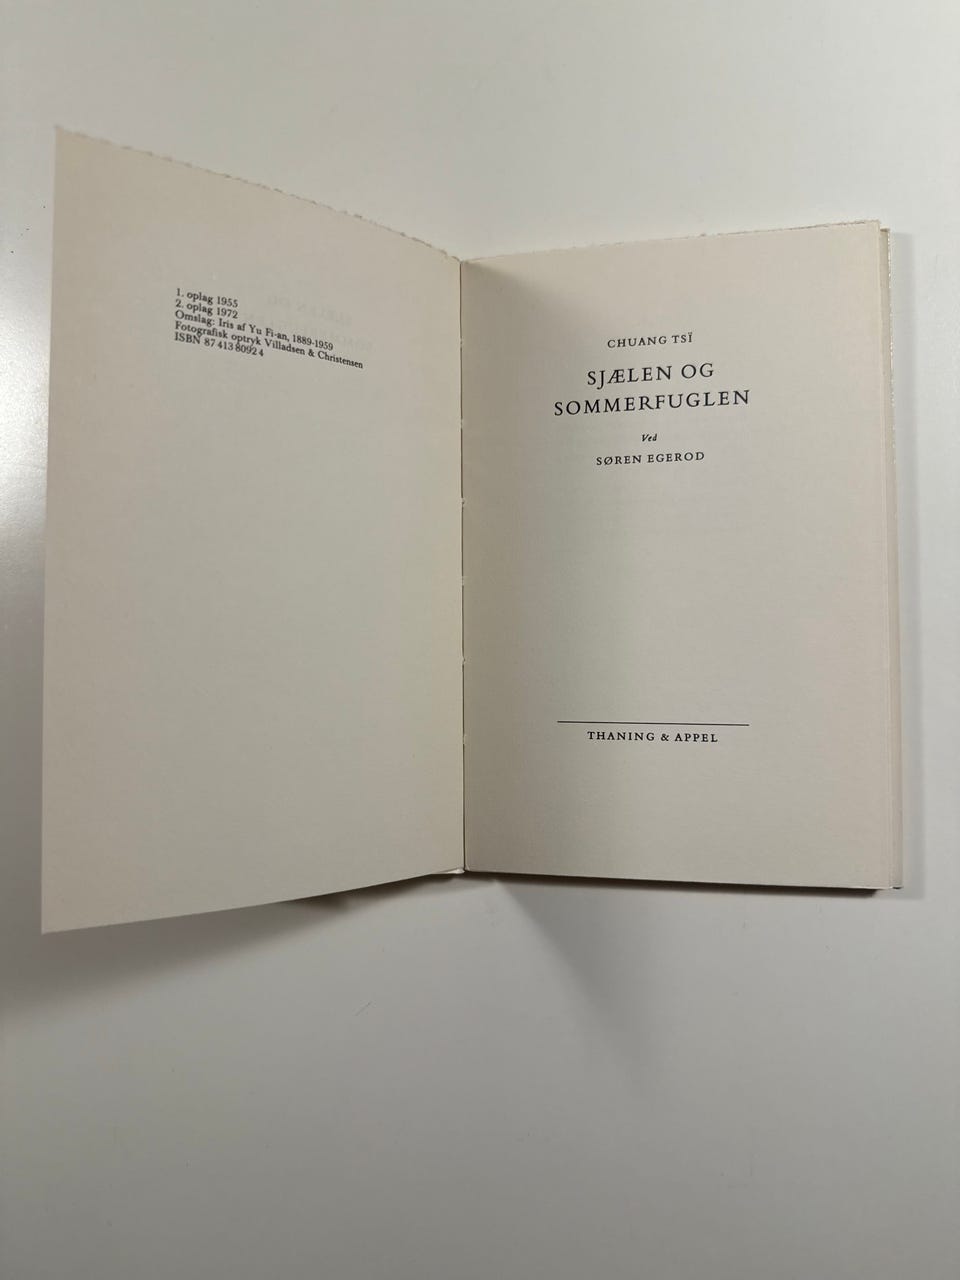 1. oplag 1955
2. oplag 1972
Omslag: Iris af Yu Fi-an, 1889-1959
Fotografisk optryk Villadsen & Christensen
ISBN 87 413 8092 4
CHUANG TSÏ
SJÆLEN OG
SOMMERFUGLEN
Ved
SØREN EGEROD
THANING & APPEL